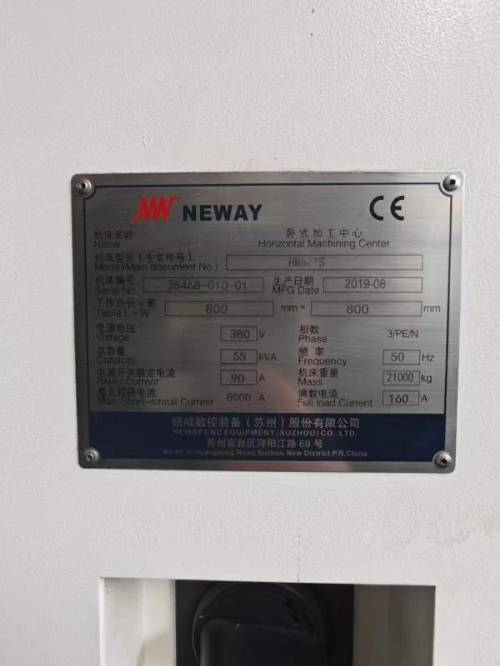 NEWAY CE
机床名称 卧式加工中心
Name Horizontal Machining Center
机床型号(主文件号)
Model(Main document No.)
机床编号 35468-010-01 生产日期 2019-08
Serial No. MFG Date
工作台长×宽 800 mm× 800 mm
Table L×W
电源电压 380 V 相数 3/PE/N
Voltage Phase
总容量 55 kVA 频率 50 Hz
Capacity Frequency
电源开关额定电流 90 A 机床重量 21000 kg
Rated Current Mass
最大短路电流 6000 A 满载电流 160 A
Max. Short-circuit Current Full load Current
纽威数控装备(苏州)股份有限公司
NEWAY CNC EQUIPMENT (SUZHOU) CO.,LTD.
苏州高新区浔阳江路69号
Road, Suzhou New District P.R.China